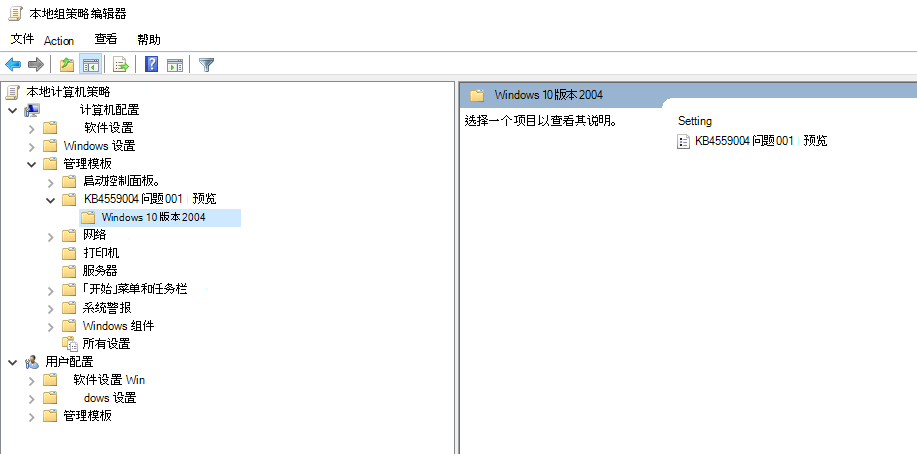 本地组策略编辑器
文件 Action 查看 帮助
本地计算机策略
计算机配置
软件设置
Windows 设置
管理模板
启动控制面板。
KB4559004 问题001 | 预览
Windows 10 版本 2004
网络
打印机
服务器
「开始」菜单和任务栏
系统警报
Windows 组件
所有设置
用户配置
软件设置 Win
dows 设置
管理模板
Windows 10 版本 2004
选择一个项目以查看其说明。
Setting
KB4559004 问题001 | 预览